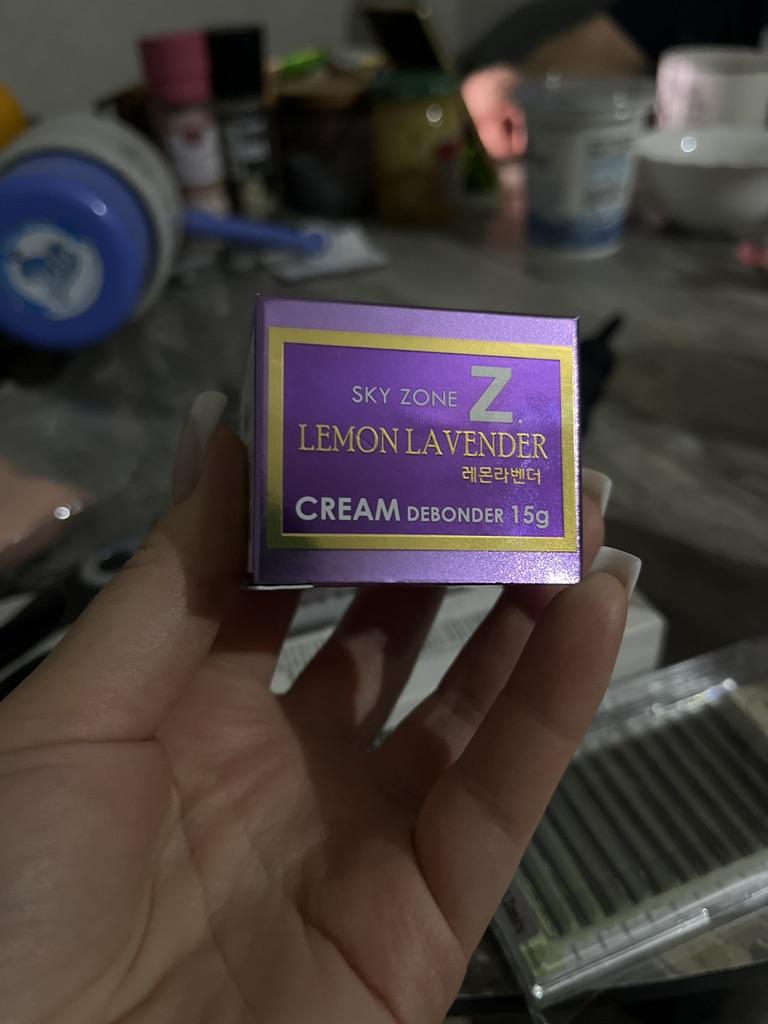 SKY ZONE Z.
LEMON LAVENDER
레몬라벤더
CREAM DEBONDER 15g